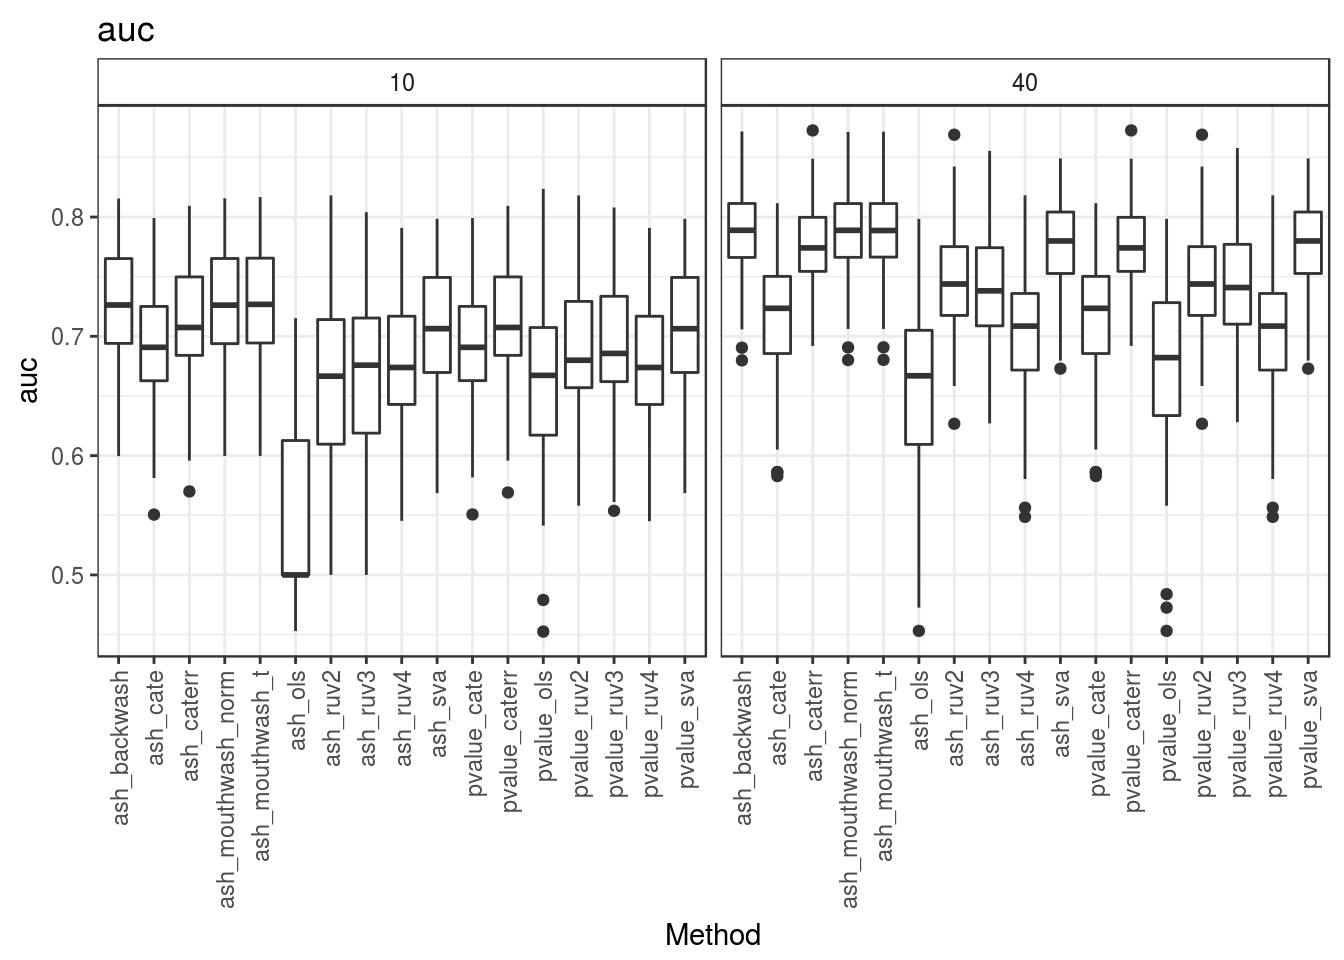 auc
10
40
auc
0.8
0.7
0.6
0.5
ash_backwash
ash_cate
ash_caterr
ash_mouthwash_norm
ash_mouthwash_t
ash_ols
ash_ruv2
ash_ruv3
ash_ruv4
ash_sva
pvalue_cate
pvalue_caterr
pvalue_ols
pvalue_ruv2
pvalue_ruv3
pvalue_ruv4
pvalue_sva
ash_backwash
ash_cate
ash_caterr
ash_mouthwash_norm
ash_mouthwash_t
ash_ols
ash_ruv2
ash_ruv3
ash_ruv4
ash_sva
pvalue_cate
pvalue_caterr
pvalue_ols
pvalue_ruv2
pvalue_ruv3
pvalue_ruv4
pvalue_sva
Method